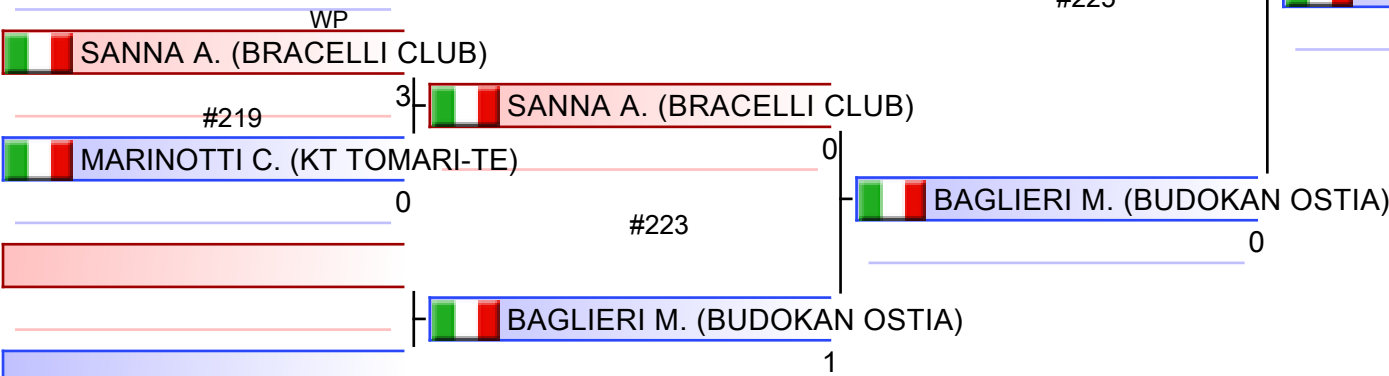 WP
SANNA A. (BRACELLI CLUB)
3
#219
MARINOTTI C. (KT TOMARI-TE)
0
SANNA A. (BRACELLI CLUB)
0
#223
BAGLIERI M. (BUDOKAN OSTIA)
1
BAGLIERI M. (BUDOKAN OSTIA)
0